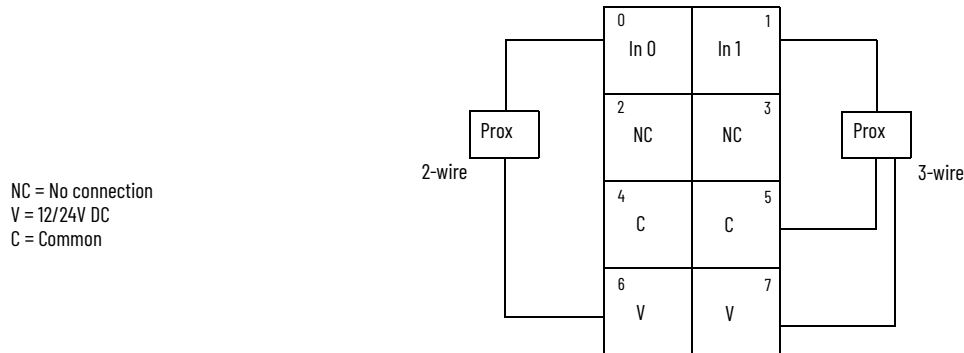 0
In 0
1
In 1
2
NC
3
NC
Prox
2-wire
Prox
3-wire
NC = No connection
V = 12/24V DC
C = Common
4
C
5
C
6
V
7
V